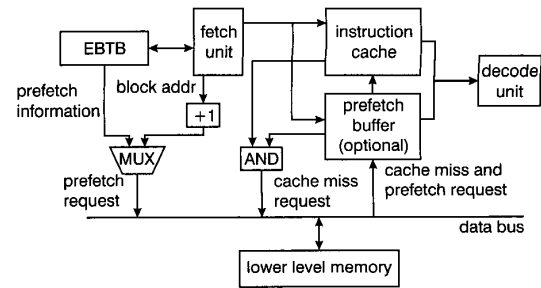 EBTB
fetch
unit
instruction
cache
decode
unit
prefetch
information
block addr
+1
prefetch
buffer
(optional)
MUX
AND
prefetch
request
cache miss
request
cache miss and
prefetch request
data bus
lower level memory